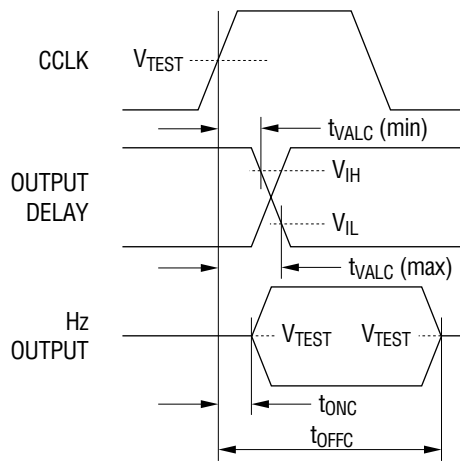 CCLK
VTEST
tVALC (min)
OUTPUT
DELAY
VIH
VIL
tVALC (max)
Hz
OUTPUT
VTEST VTEST
tONC
tOFFC